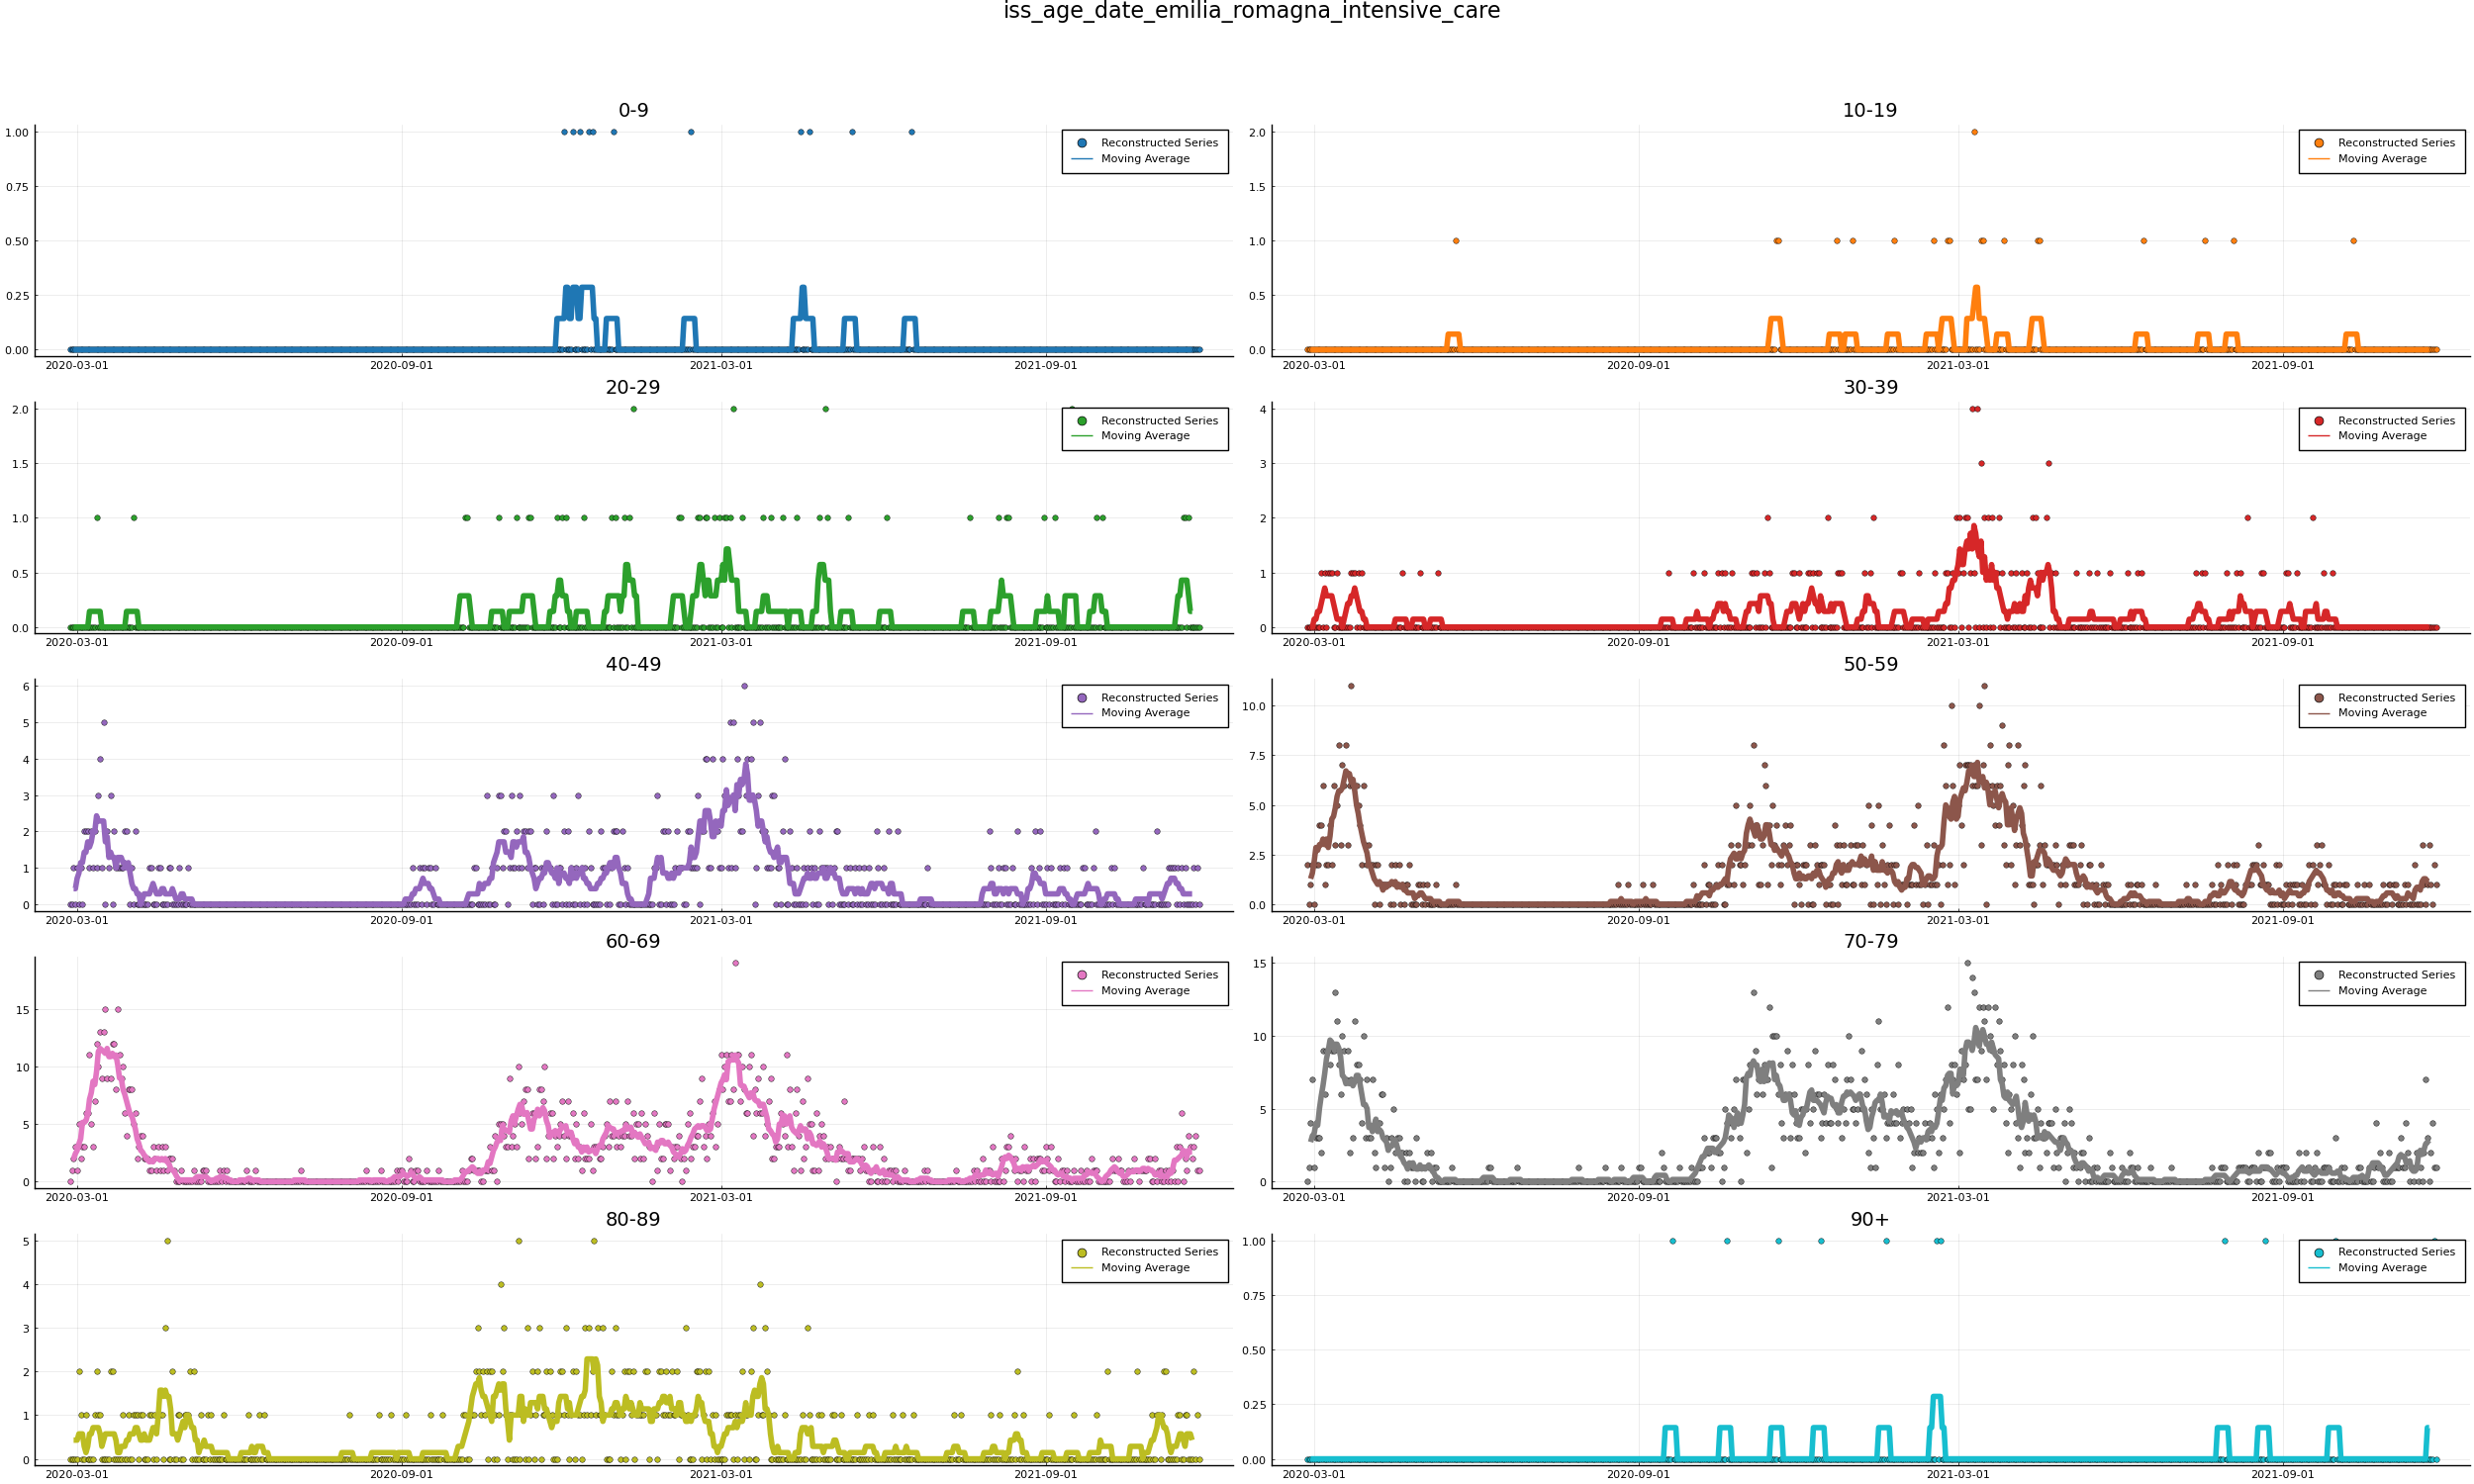 iss_age_date_emilia_romagna_intensive_care
0-9
1.00
0.75
0.50
0.25
0.00
2020-03-01 2020-09-01 2021-03-01 2021-09-01
Reconstructed Series
Moving Average
10-19
2.0
1.5
1.0
0.5
0.0
2020-03-01 2020-09-01 2021-03-01 2021-09-01
Reconstructed Series
Moving Average
20-29
2.0
1.5
1.0
0.5
0.0
2020-03-01 2020-09-01 2021-03-01 2021-09-01
Reconstructed Series
Moving Average
30-39
4
3
2
1
0
2020-03-01 2020-09-01 2021-03-01 2021-09-01
Reconstructed Series
Moving Average
40-49
6
5
4
3
2
1
0
2020-03-01 2020-09-01 2021-03-01 2021-09-01
Reconstructed Series
Moving Average
50-59
10.0
7.5
5.0
2.5
0.0
2020-03-01 2020-09-01 2021-03-01 2021-09-01
Reconstructed Series
Moving Average
60-69
15
10
5
0
2020-03-01 2020-09-01 2021-03-01 2021-09-01
Reconstructed Series
Moving Average
70-79
15
10
5
0
2020-03-01 2020-09-01 2021-03-01 2021-09-01
Reconstructed Series
Moving Average
80-89
5
4
3
2
1
0
2020-03-01 2020-09-01 2021-03-01 2021-09-01
Reconstructed Series
Moving Average
90+
1.00
0.75
0.50
0.25
0.00
2020-03-01 2020-09-01 2021-03-01 2021-09-01
Reconstructed Series
Moving Average